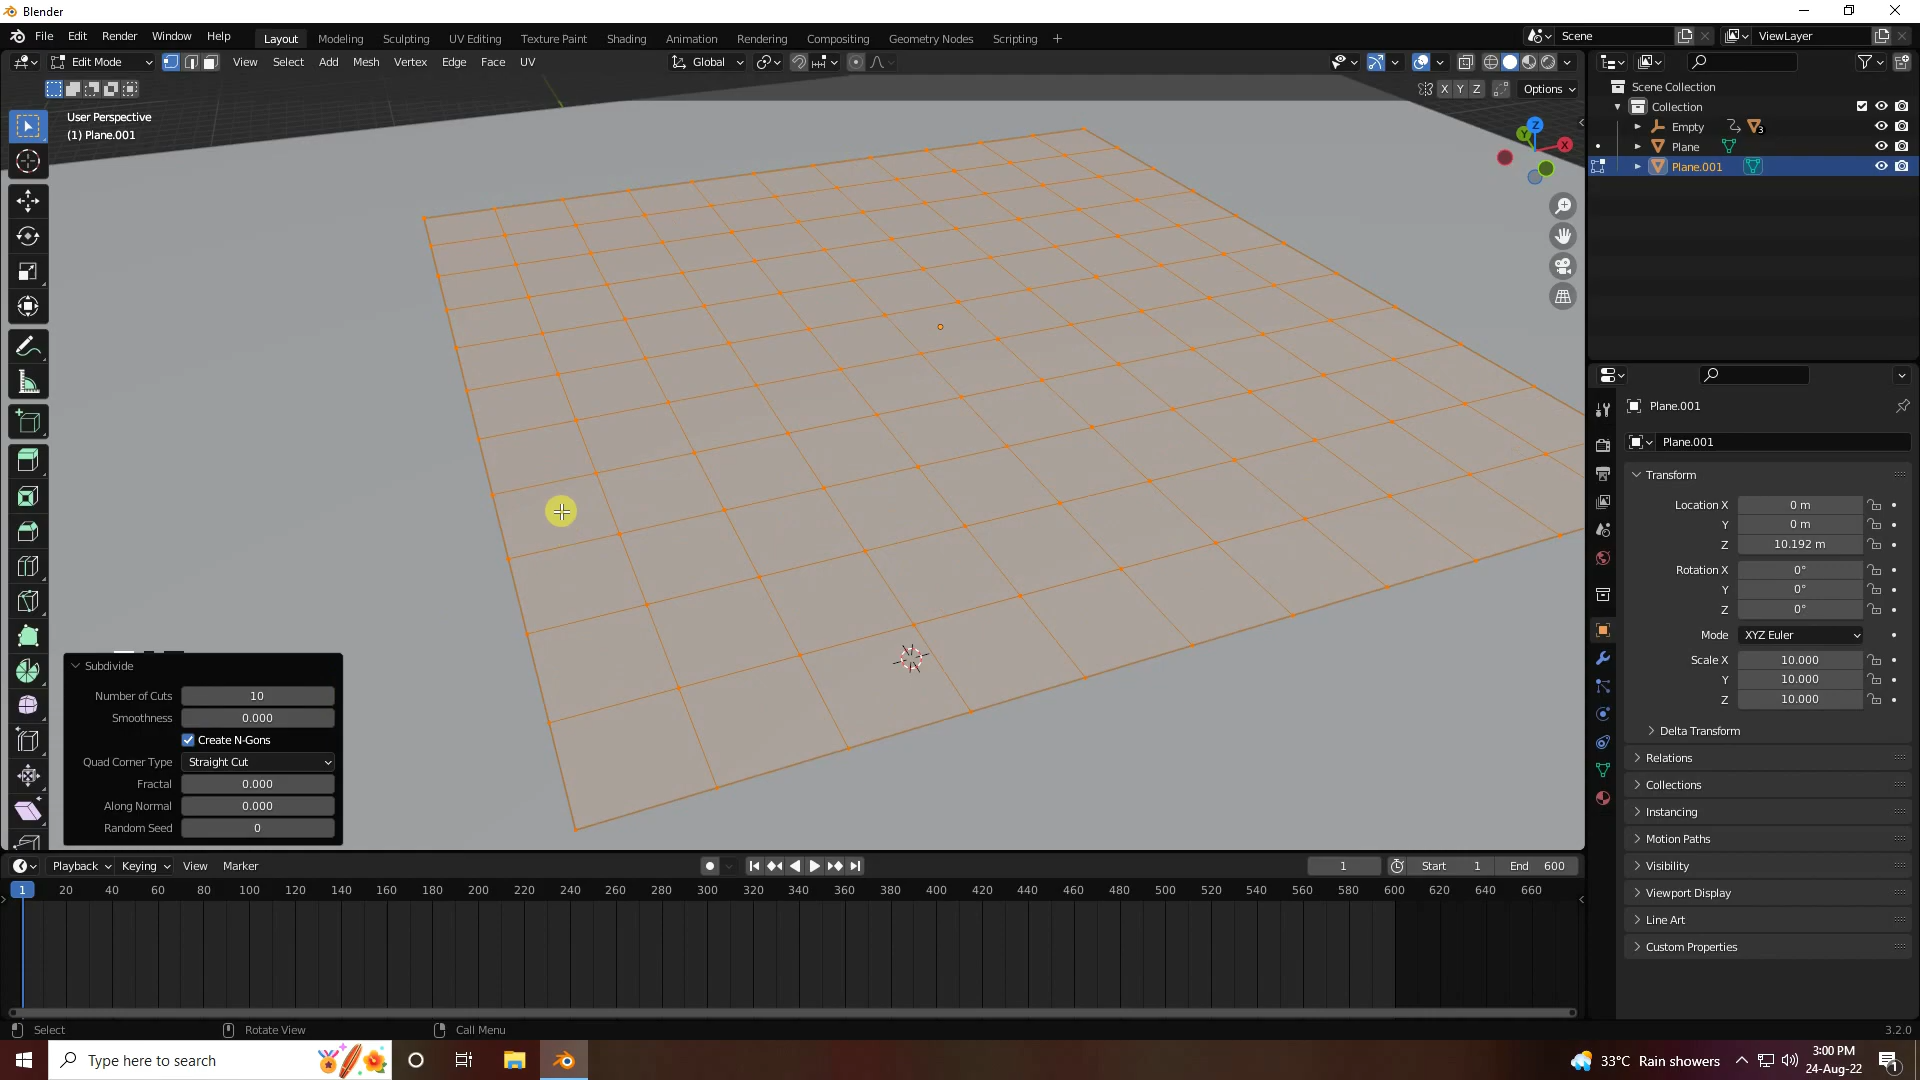 Blender
File Edit Render Window Help
Layout Modeling Sculpting UV Editing Texture Paint Shading Animation Rendering Compositing Geometry Nodes Scripting +
Scene
ViewLayer
Edit Mode
View Select Add Mesh Vertex Edge Face UV
Global
X Y Z
Options
User Perspective
(1) Plane.001
Z
Y
X
Scene Collection
Collection
Empty
3
Plane
Plane.001
Plane.001
Plane.001
Transform
Location X 0 m
Y 0 m
Z 10.192 m
Rotation X 0°
Y 0°
Z 0°
Mode XYZ Euler
Scale X 10.000
Y 10.000
Z 10.000
Delta Transform
Relations
Collections
Instancing
Motion Paths
Visibility
Viewport Display
Line Art
Custom Properties
Subdivide
Number of Cuts 10
Smoothness 0.000
Create N-Gons
Quad Corner Type Straight Cut
Fractal 0.000
Along Normal 0.000
Random Seed 0
Playback Keying View Marker
1
Start 1 End 600
1 20 40 60 80 100 120 140 160 180 200 220 240 260 280 300 320 340 360 380 400 420 440 460 480 500 520 540 560 580 600 620 640 660
Select Rotate View Call Menu
3.2.0
Type here to search
33°C Rain showers
3:00 PM
24-Aug-22
1